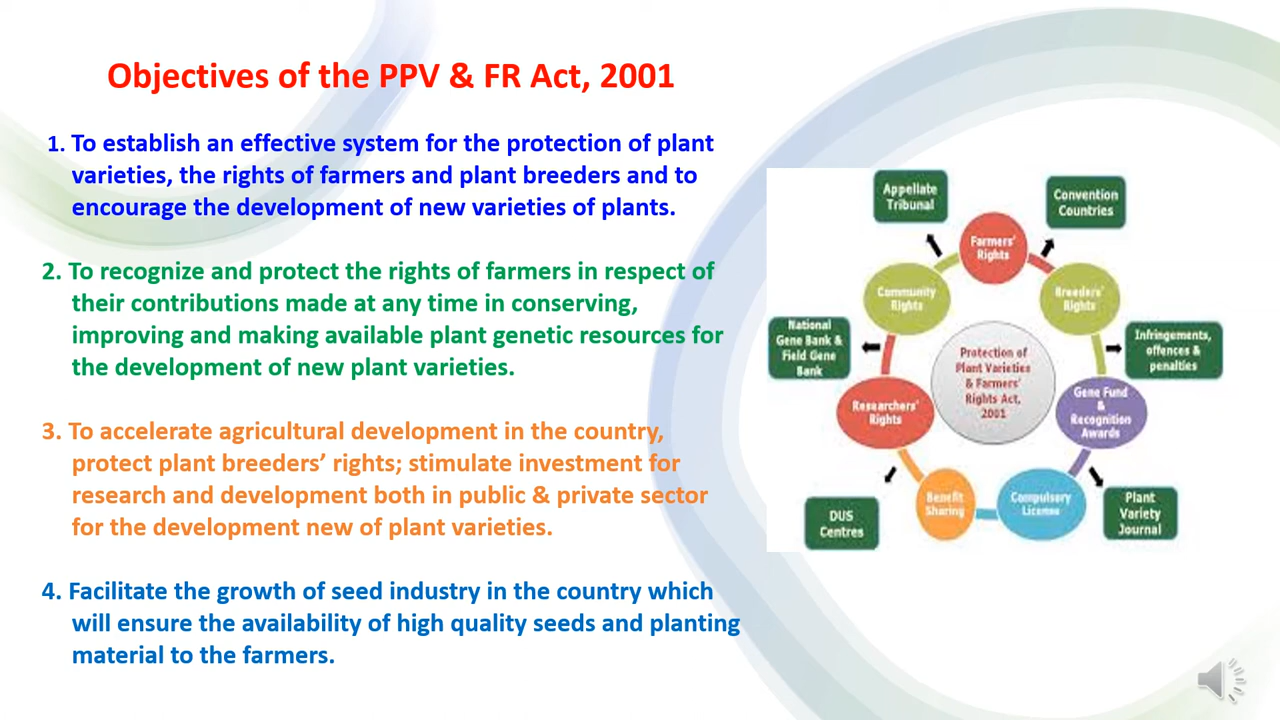 Objectives of the PPV & FR Act, 2001
1. To establish an effective system for the protection of plant
varieties, the rights of farmers and plant breeders and to
encourage the development of new varieties of plants.
2. To recognize and protect the rights of farmers in respect of
their contributions made at any time in conserving,
improving and making available plant genetic resources for
the development of new plant varieties.
3. To accelerate agricultural development in the country,
protect plant breeders’ rights; stimulate investment for
research and development both in public & private sector
for the development new of plant varieties.
4. Facilitate the growth of seed industry in the country which
will ensure the availability of high quality seeds and planting
material to the farmers.
Appellate
Tribunal
Convention
Countries
Farmers'
Rights
Community
Rights
Breeders'
Rights
National
Gene Bank &
Field Gene
Bank
Infringements,
offences &
penalties
Protection of
Plant Varieties
& Farmers'
Rights Act,
2001
Researchers'
Rights
Gene Fund
&
Recognition
Awards
Benefit
Sharing
Compulsory
License
DUS
Centres
Plant
Variety
Journal